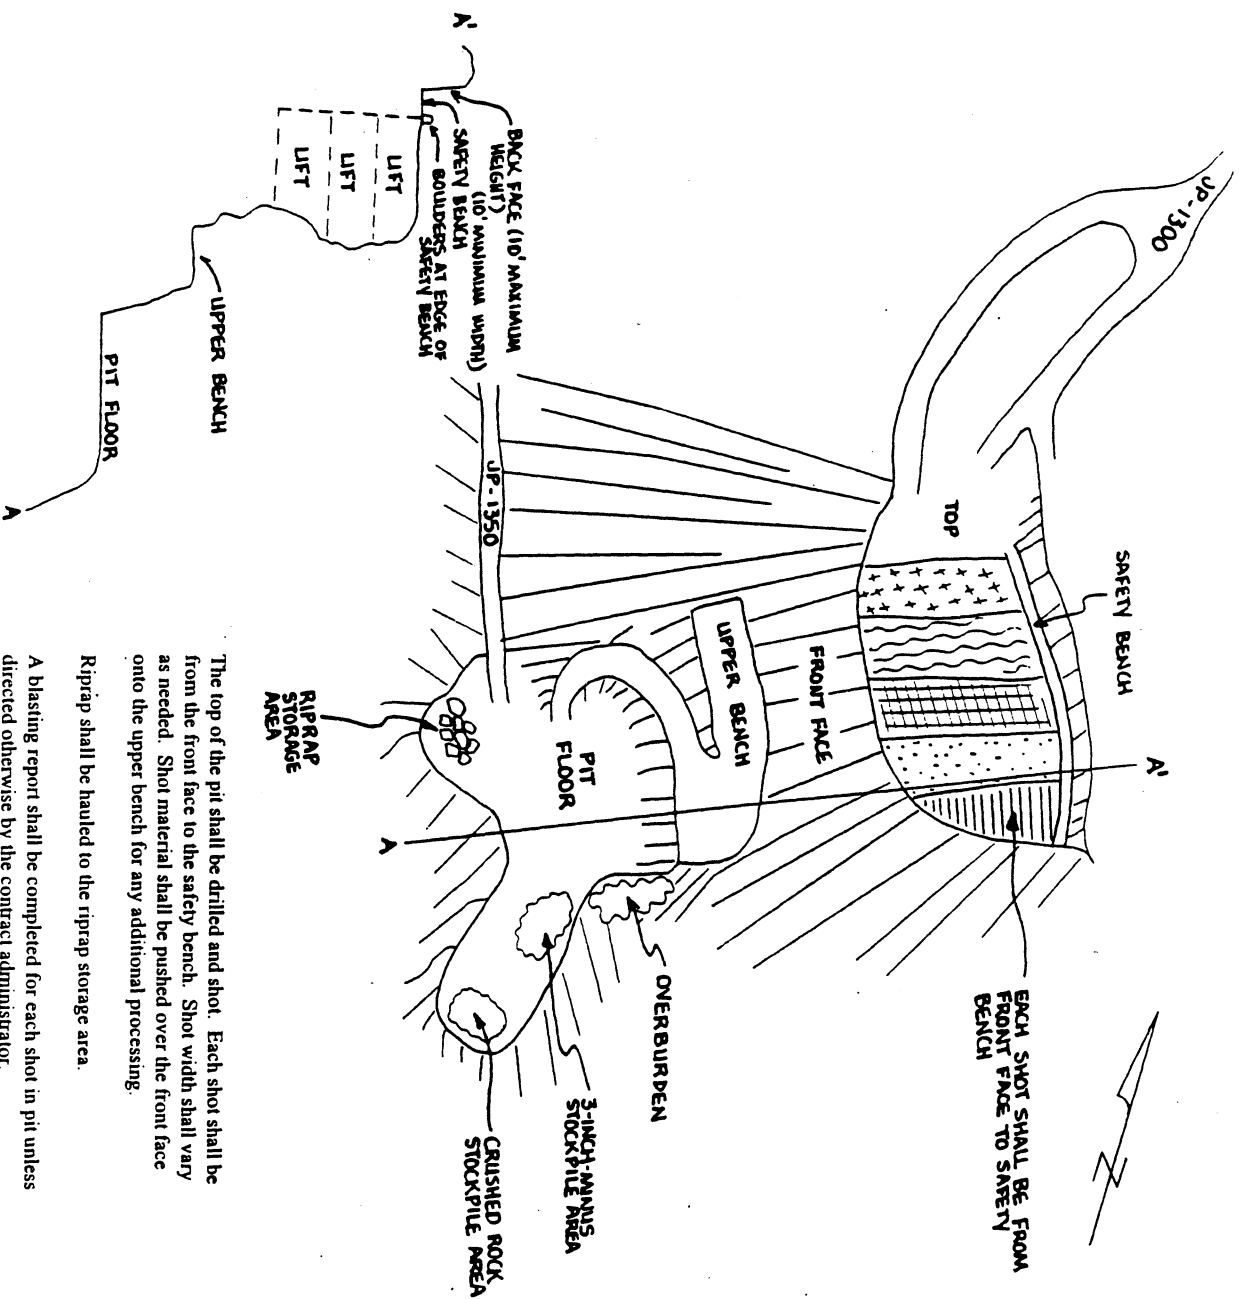 JP-1300
SAFETY BENCH
A'
TOP
EACH SHOT SHALL BE FROM
FRONT FACE TO SAFETY
BENCH
N
FRONT FACE
UPPER BENCH
OVERBURDEN
PIT
FLOOR
3-INCH-MINUS
STOCKPILE AREA
CRUSHED ROCK
STOCKPILE AREA
JP-1350
A
RIPRAP
STORAGE
AREA
A'
BACK FACE (10' MAXIMUM
HEIGHT)
SAFETY BENCH
(10' MINIMUM WIDTH)
BOULDERS AT EDGE OF
SAFETY BENCH
LIFT
LIFT
LIFT
UPPER BENCH
PIT FLOOR
A
The top of the pit shall be drilled and shot. Each shot shall be
from the front face to the safety bench. Shot width shall vary
as needed. Shot material shall be pushed over the front face
onto the upper bench for any additional processing.
Riprap shall be hauled to the riprap storage area.
A blasting report shall be completed for each shot in pit unless
directed otherwise by the contract administrator.